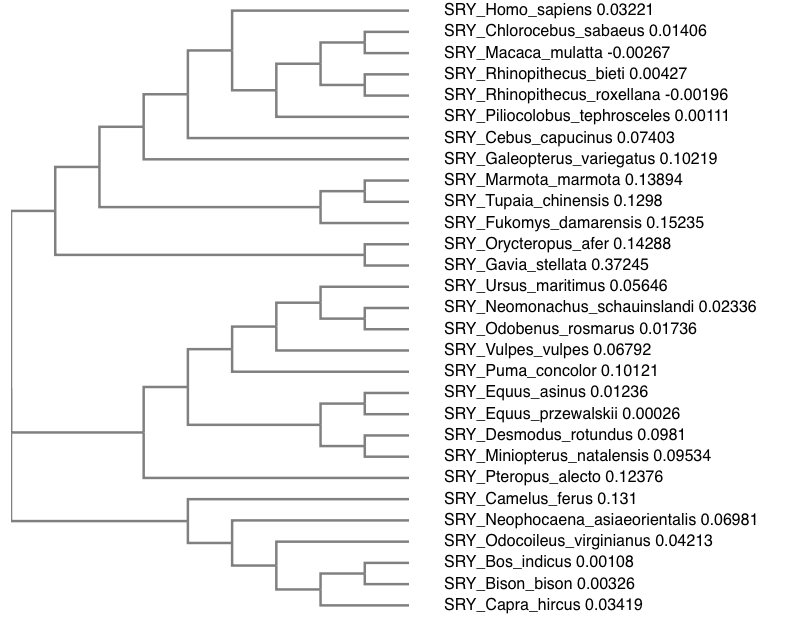 SRY_Homo_sapiens 0.03221
SRY_Chlorocebus_sabaeus 0.01406
SRY_Macaca_mulatta -0.00267
SRY_Rhinopithecus_bieti 0.00427
SRY_Rhinopithecus_roxellana -0.00196
SRY_Piliocolobus_tephrosceles 0.00111
SRY_Cebus_capucinus 0.07403
SRY_Galeopterus_variegatus 0.10219
SRY_Marmota_marmota 0.13894
SRY_Tupaia_chinensis 0.1298
SRY_Fukomys_damarensis 0.15235
SRY_Orycteropus_afer 0.14288
SRY_Gavia_stellata 0.37245
SRY_Ursus_maritimus 0.05646
SRY_Neomonachus_schauinslandi 0.02336
SRY_Odobenus_rosmarus 0.01736
SRY_Vulpes_vulpes 0.06792
SRY_Puma_concolor 0.10121
SRY_Equus_asinus 0.01236
SRY_Equus_przewalskii 0.00026
SRY_Desmodus_rotundus 0.0981
SRY_Miniopterus_natalensis 0.09534
SRY_Pteropus_alecto 0.12376
SRY_Camelus_ferus 0.131
SRY_Neophocaena_asiaeorientalis 0.06981
SRY_Odocoileus_virginianus 0.04213
SRY_Bos_indicus 0.00108
SRY_Bison_bison 0.00326
SRY_Capra_hircus 0.03419